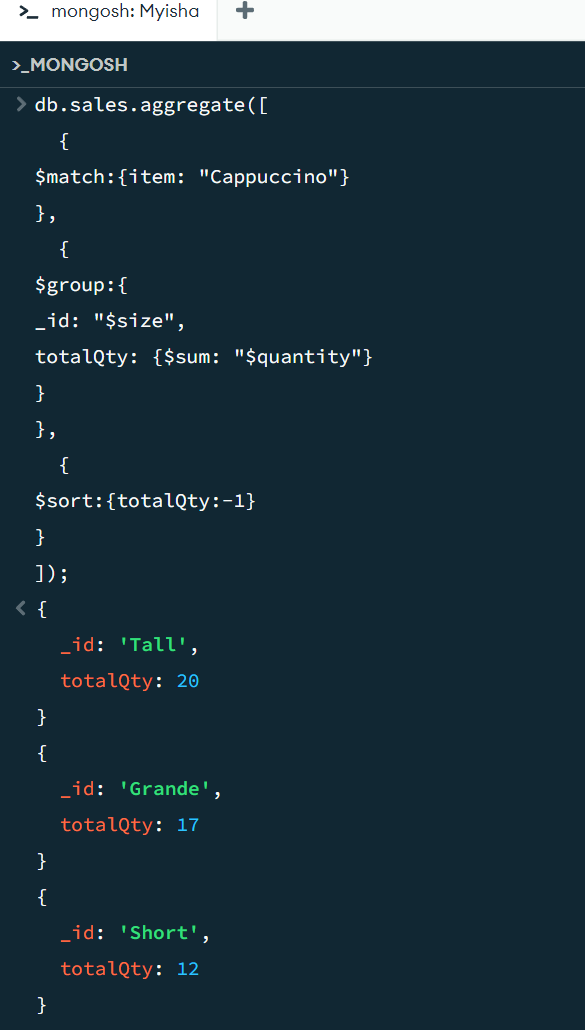 >_ mongosh: Myisha +
>_MONGOSH
> db.sales.aggregate([
{
$match:{item: "Cappuccino"}
},
{
$group:{
_id: "$size",
totalQty: {$sum: "$quantity"}
}
},
{
$sort:{totalQty:-1}
}
]);
< {
_id: 'Tall',
totalQty: 20
}
{
_id: 'Grande',
totalQty: 17
}
{
_id: 'Short',
totalQty: 12
}